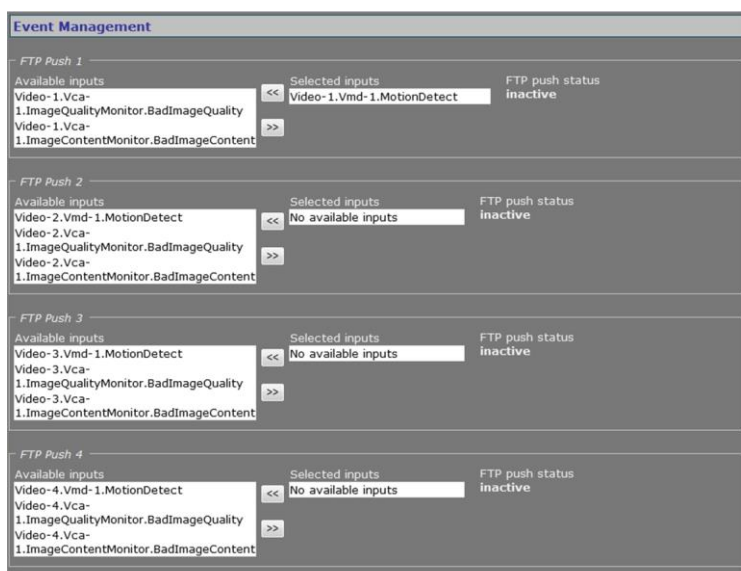 Event Management
FTP Push 1
Available inputs
Video-1.Vca-
1.ImageQualityMonitor.BadImageQuality
Video-1.Vca-
1.ImageContentMonitor.BadImageContent
<<
>>
Selected inputs
Video-1.Vmd-1.MotionDetect
FTP push status
inactive
FTP Push 2
Available inputs
Video-2.Vmd-1.MotionDetect
Video-2.Vca-
1.ImageQualityMonitor.BadImageQuality
Video-2.Vca-
1.ImageContentMonitor.BadImageContent
<<
>>
Selected inputs
No available inputs
FTP push status
inactive
FTP Push 3
Available inputs
Video-3.Vmd-1.MotionDetect
Video-3.Vca-
1.ImageQualityMonitor.BadImageQuality
Video-3.Vca-
1.ImageContentMonitor.BadImageContent
<<
>>
Selected inputs
No available inputs
FTP push status
inactive
FTP Push 4
Available inputs
Video-4.Vmd-1.MotionDetect
Video-4.Vca-
1.ImageQualityMonitor.BadImageQuality
Video-4.Vca-
1.ImageContentMonitor.BadImageContent
<<
>>
Selected inputs
No available inputs
FTP push status
inactive